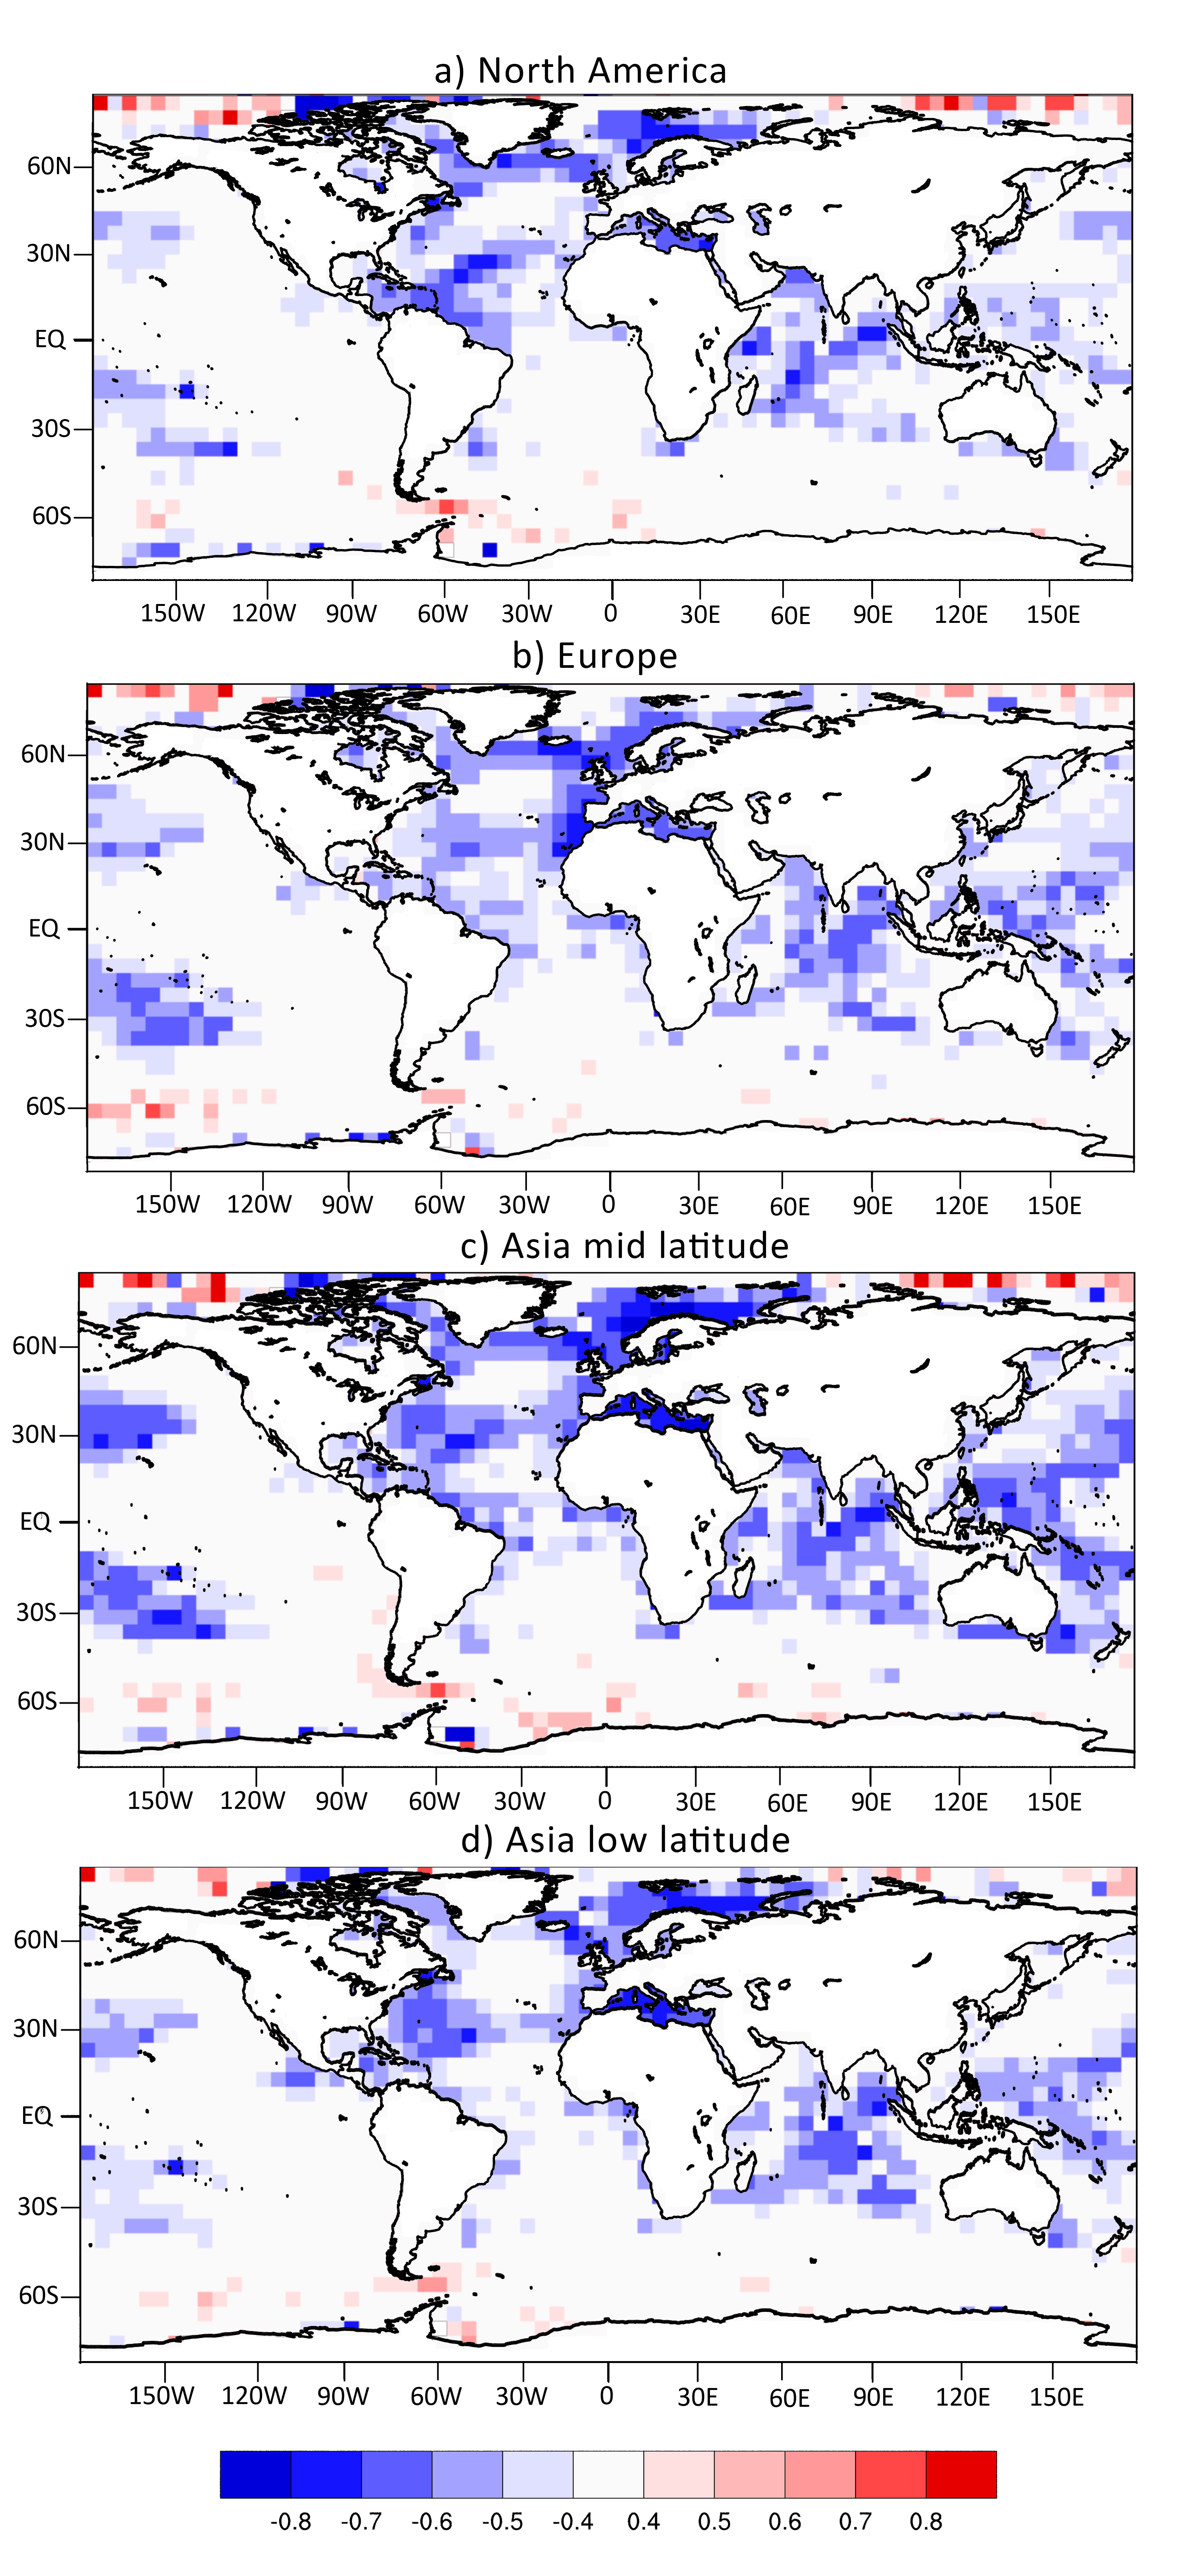 a) North America
60N
30N
EQ
30S
60S
150W 120W 90W 60W 30W 0 30E 60E 90E 120E 150E
b) Europe
60N
30N
EQ
30S
60S
150W 120W 90W 60W 30W 0 30E 60E 90E 120E 150E
c) Asia mid latitude
60N
30N
EQ
30S
60S
150W 120W 90W 60W 30W 0 30E 60E 90E 120E 150E
d) Asia low latitude
60N
30N
EQ
30S
60S
150W 120W 90W 60W 30W 0 30E 60E 90E 120E 150E
-0.8 -0.7 -0.6 -0.5 -0.4 0.4 0.5 0.6 0.7 0.8